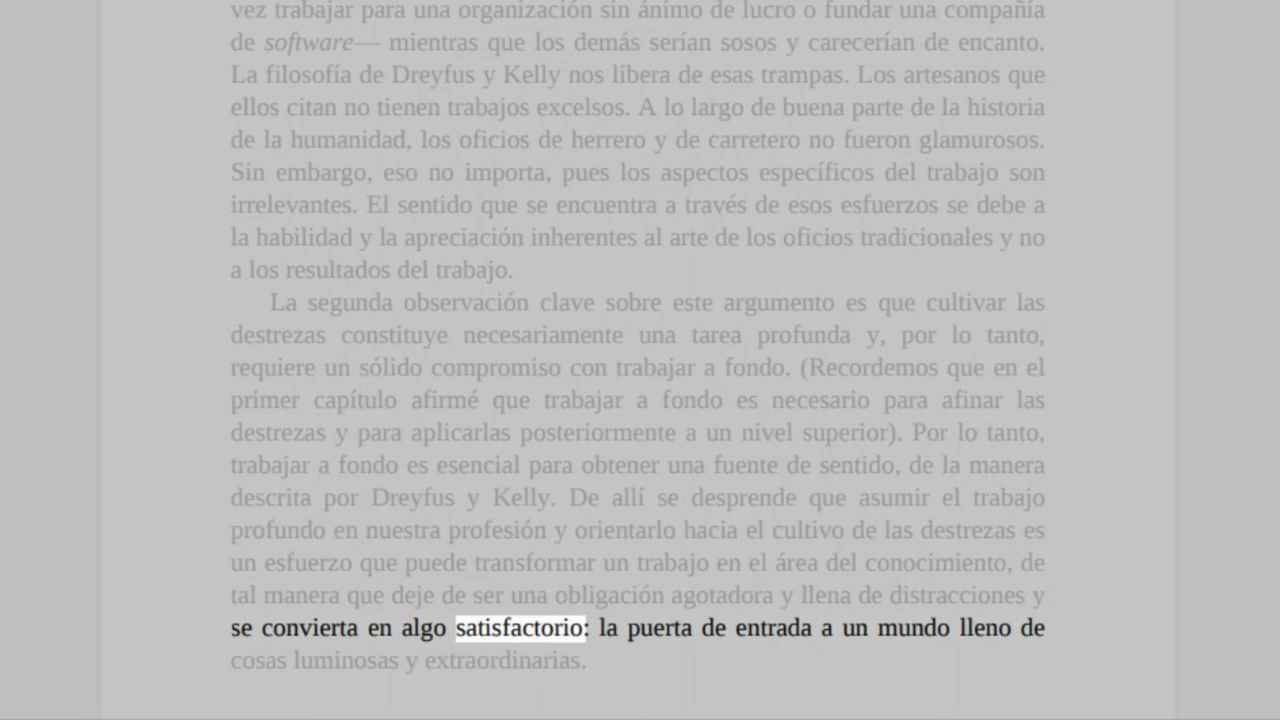 vez trabajar para una organización sin ánimo de lucro o fundar una compañía
de software— mientras que los demás serían sosos y carecerían de encanto.
La filosofía de Dreyfus y Kelly nos libera de esas trampas. Los artesanos que
ellos citan no tienen trabajos excelsos. A lo largo de buena parte de la historia
de la humanidad, los oficios de herrero y de carretero no fueron glamurosos.
Sin embargo, eso no importa, pues los aspectos específicos del trabajo son
irrelevantes. El sentido que se encuentra a través de esos esfuerzos se debe a
la habilidad y la apreciación inherentes al arte de los oficios tradicionales y no
a los resultados del trabajo.
La segunda observación clave sobre este argumento es que cultivar las
destrezas constituye necesariamente una tarea profunda y, por lo tanto,
requiere un sólido compromiso con trabajar a fondo. (Recordemos que en el
primer capítulo afirmé que trabajar a fondo es necesario para afinar las
destrezas y para aplicarlas posteriormente a un nivel superior). Por lo tanto,
trabajar a fondo es esencial para obtener una fuente de sentido, de la manera
descrita por Dreyfus y Kelly. De allí se desprende que asumir el trabajo
profundo en nuestra profesión y orientarlo hacia el cultivo de las destrezas es
un esfuerzo que puede transformar un trabajo en el área del conocimiento, de
tal manera que deje de ser una obligación agotadora y llena de distracciones y
se convierta en algo satisfactorio: la puerta de entrada a un mundo lleno de
cosas luminosas y extraordinarias.